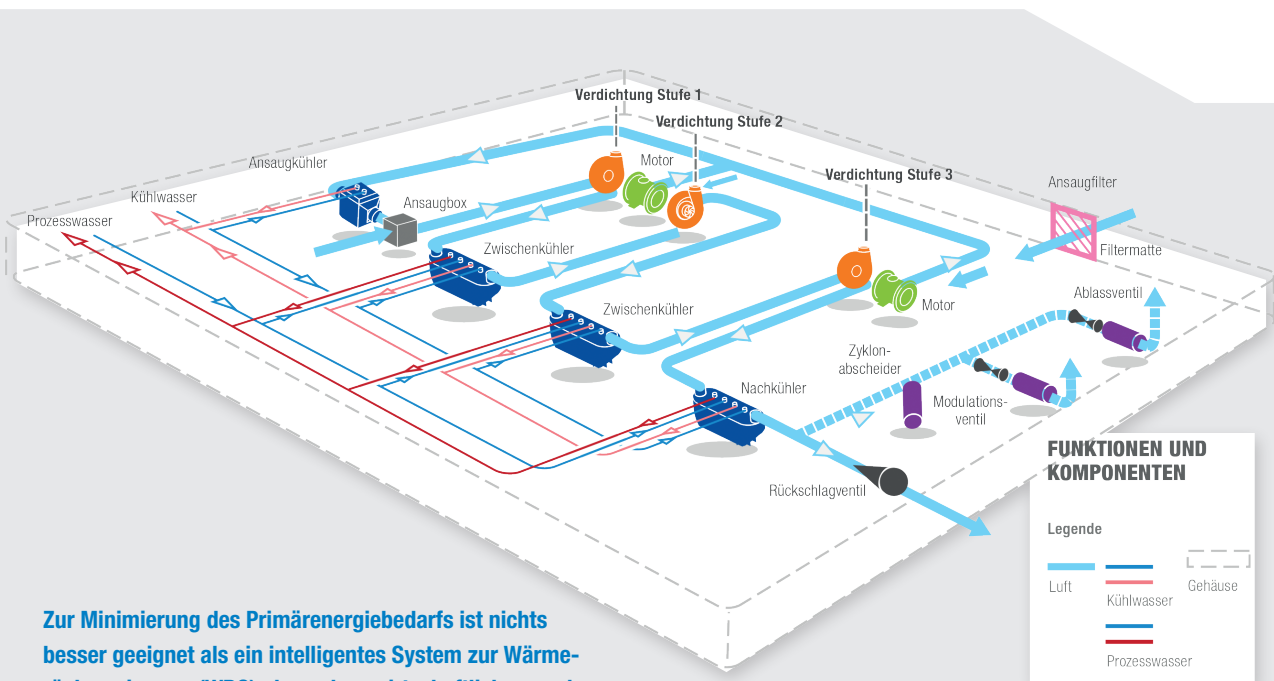 Verdichtung Stufe 1
Verdichtung Stufe 2
Ansaugkühler
Motor
Verdichtung Stufe 3
Ansaugfilter
Kühlwasser
Ansaugbox
Prozesswasser
Zwischenkühler
Filtermatte
Zwischenkühler
Motor
Ablassventil
Zyklon-
abscheider
Nachkühler
Modulations-
ventil
Rückschlagventil
FUNKTIONEN UND
KOMPONENTEN
Legende
Luft
Kühlwasser
Gehäuse
Prozesswasser
Zur Minimierung des Primärenergiebedarfs ist nichts
besser geeignet als ein intelligentes System zur Wärme-